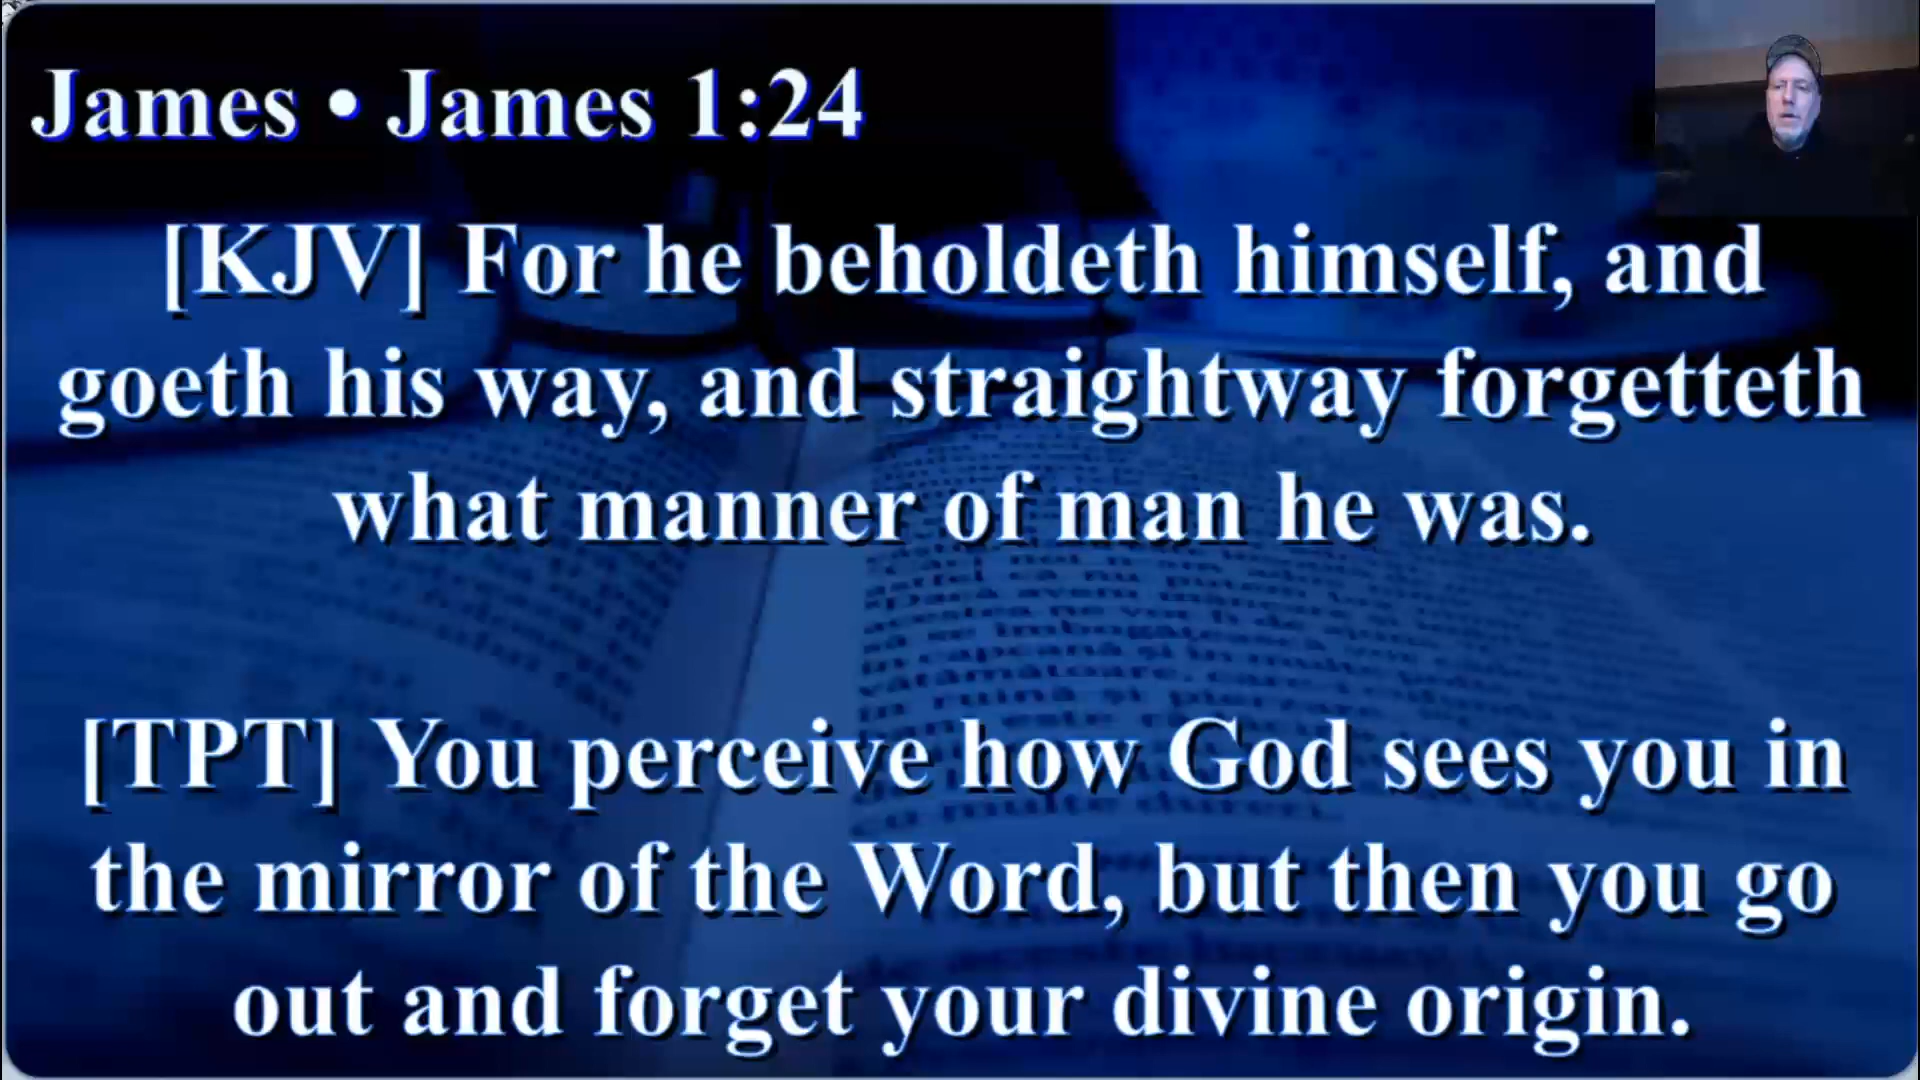 James • James 1:24
[KJV] For he beholdeth himself, and
goeth his way, and straightway forgetteth
what manner of man he was.
[TPT] You perceive how God sees you in
the mirror of the Word, but then you go
out and forget your divine origin.